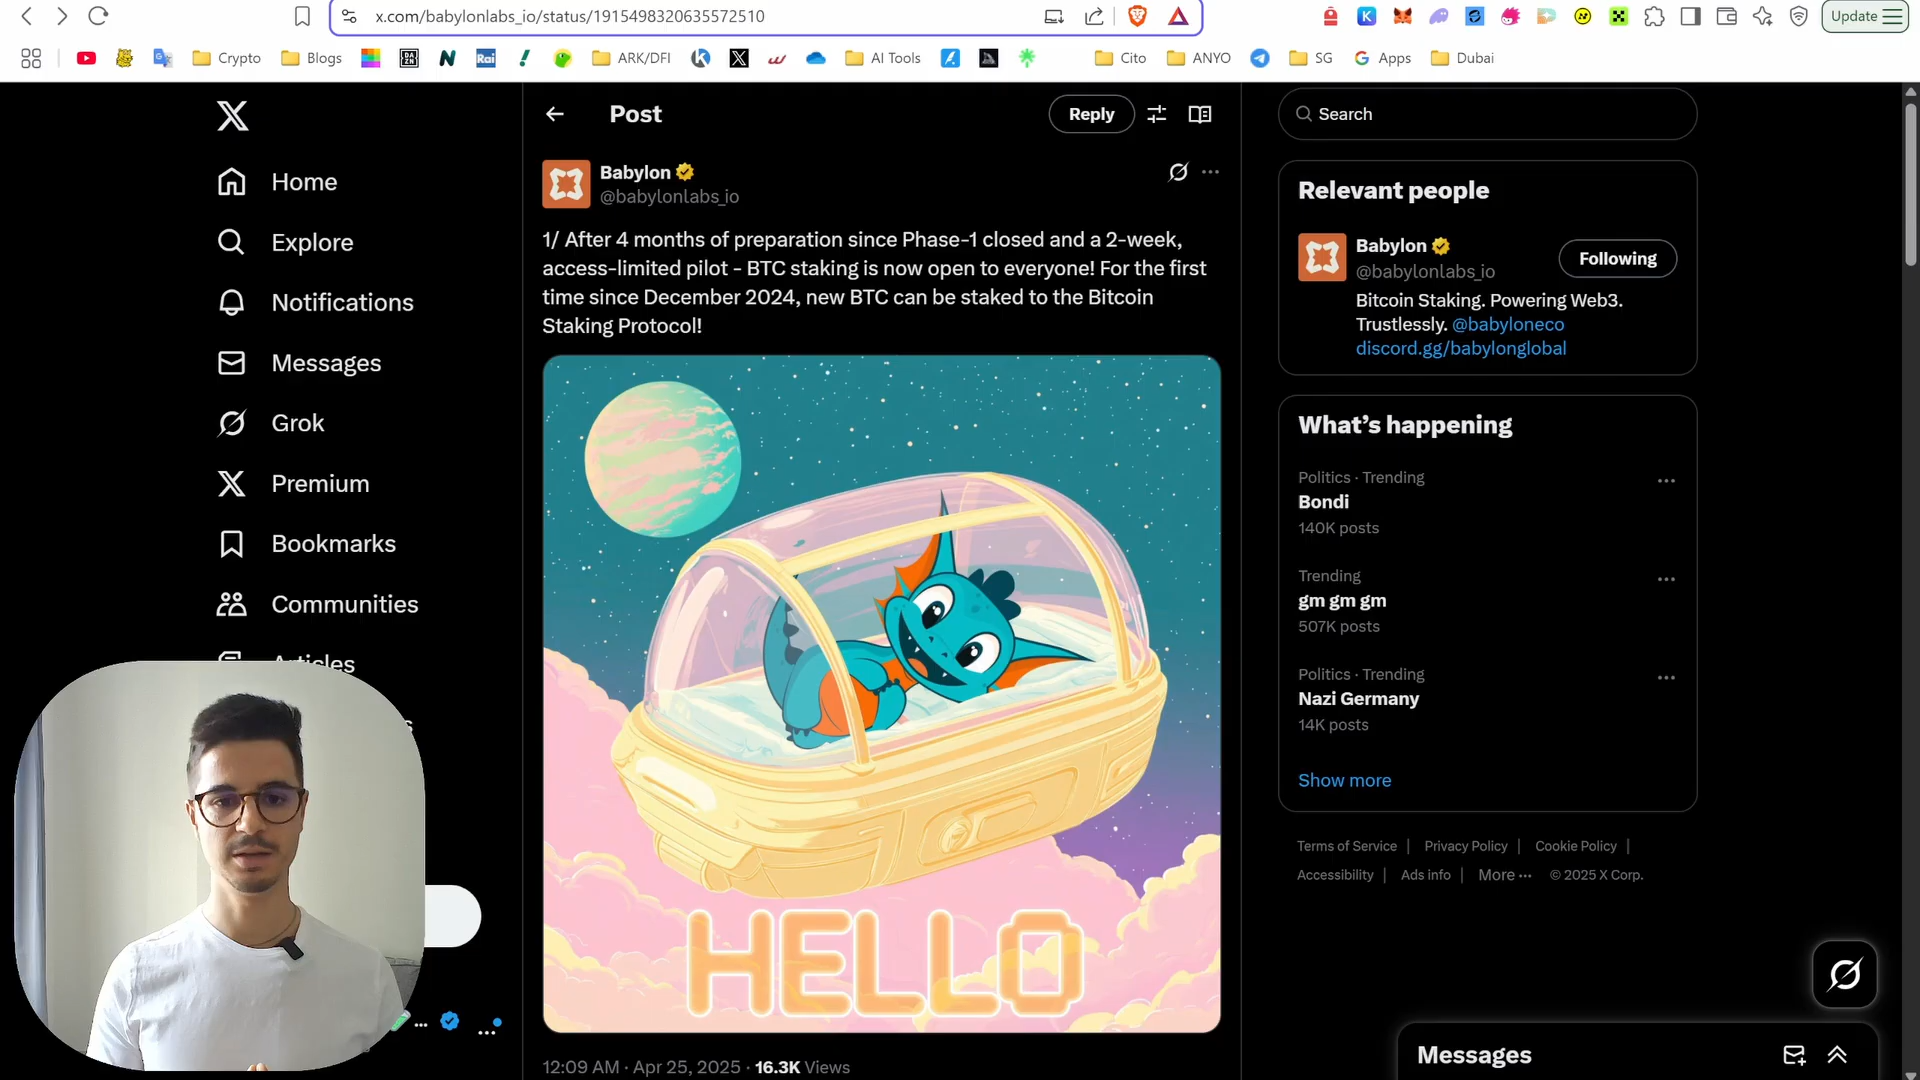 x.com/babylonlabs_io/status/1915498320635572510
Update
Crypto
Blogs
DAZN
N
Rai
ARK/DFI
AI Tools
Cito
ANYO
SG
Apps
Dubai
Home
Explore
Notifications
Messages
Grok
Premium
Bookmarks
Communities
Articles
Post
Reply
Babylon
@babylonlabs_io
1/ After 4 months of preparation since Phase-1 closed and a 2-week,
access-limited pilot - BTC staking is now open to everyone! For the first
time since December 2024, new BTC can be staked to the Bitcoin
Staking Protocol!
HELLO
12:09 AM · Apr 25, 2025 · 16.3K Views
Search
Relevant people
Babylon
@babylonlabs_io
Following
Bitcoin Staking. Powering Web3.
Trustlessly. @babyloneco
discord.gg/babylonglobal
What's happening
Politics · Trending
Bondi
140K posts
Trending
gm gm gm
507K posts
Politics · Trending
Nazi Germany
14K posts
Show more
Terms of Service | Privacy Policy | Cookie Policy |
Accessibility | Ads info | More ··· © 2025 X Corp.
Messages